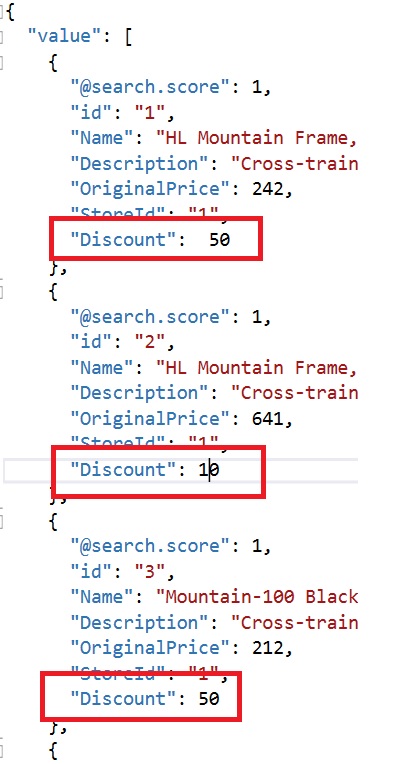 {
"value": [
{
"@search.score": 1,
"id": "1",
"Name": "HL Mountain Frame,
"Description": "Cross-train
"OriginalPrice": 242,
"StoreId": "1",
"Discount":  50
},
{
"@search.score": 1,
"id": "2",
"Name": "HL Mountain Frame,
"Description": "Cross-train
"OriginalPrice": 641,
"StoreId": "1",
"Discount": 10
},
{
"@search.score": 1,
"id": "3",
"Name": "Mountain-100 Black
"Description": "Cross-train
"OriginalPrice": 212,
"StoreId": "1",
"Discount": 50
},
{